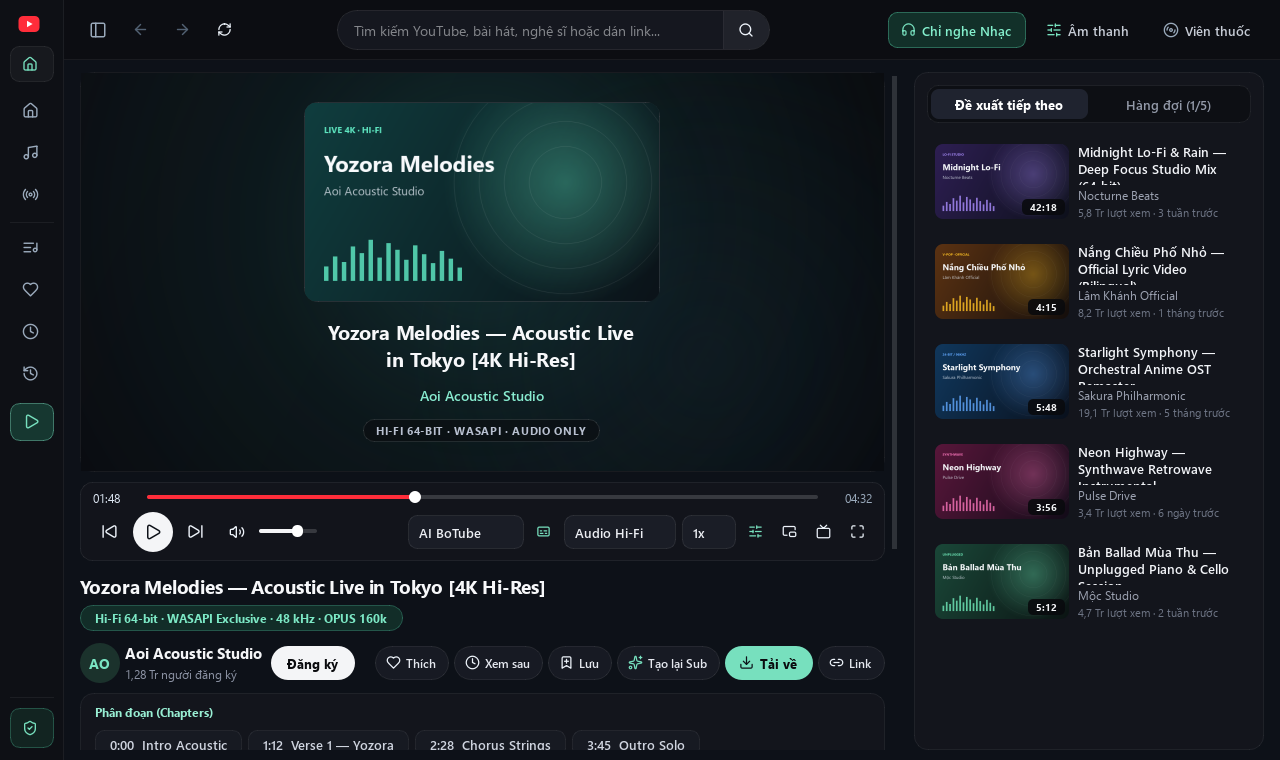 Tìm kiếm YouTube, bài hát, nghệ sĩ hoặc dán link...
Chỉ nghe Nhạc
Âm thanh
Viên thuốc
LIVE 4K · HI-FI
Yozora Melodies
Aoi Acoustic Studio
Yozora Melodies — Acoustic Live
in Tokyo [4K Hi-Res]
Aoi Acoustic Studio
HI-FI 64-BIT · WASAPI · AUDIO ONLY
01:48
04:32
AI BoTube
Audio Hi-Fi
1x
Yozora Melodies — Acoustic Live in Tokyo [4K Hi-Res]
Hi-Fi 64-bit · WASAPI Exclusive · 48 kHz · OPUS 160k
AO
Aoi Acoustic Studio
1,28 Tr người đăng ký
Đăng ký
Thích
Xem sau
Lưu
Tạo lại Sub
Tải về
Link
Phân đoạn (Chapters)
0:00 Intro Acoustic
1:12 Verse 1 — Yozora
2:28 Chorus Strings
3:45 Outro Solo
Đề xuất tiếp theo
Hàng đợi (1/5)
Midnight Lo-Fi
Nocturne Beats
42:18
Midnight Lo-Fi & Rain —
Deep Focus Studio Mix
(64-bit)
Nocturne Beats
5,8 Tr lượt xem · 3 tuần trước
V-POP · OFFICIAL
Nắng Chiều Phố Nhỏ
Lâm Khánh Official
4:15
Nắng Chiều Phố Nhỏ —
Official Lyric Video
(Bilingual)
Lâm Khánh Official
8,2 Tr lượt xem · 1 tháng trước
Starlight Symphony
Sakura Philharmonic
5:48
Starlight Symphony —
Orchestral Anime OST
Remaster
Sakura Philharmonic
19,1 Tr lượt xem · 5 tháng trước
SYNTHWAVE
Neon Highway
Pulse Drive
3:56
Neon Highway —
Synthwave Retrowave
Instrumental
Pulse Drive
3,4 Tr lượt xem · 6 ngày trước
UNPLUGGED
Bản Ballad Mùa Thu
Mộc Studio
5:12
Bản Ballad Mùa Thu —
Unplugged Piano & Cello
Session
Mộc Studio
4,7 Tr lượt xem · 2 tuần trước